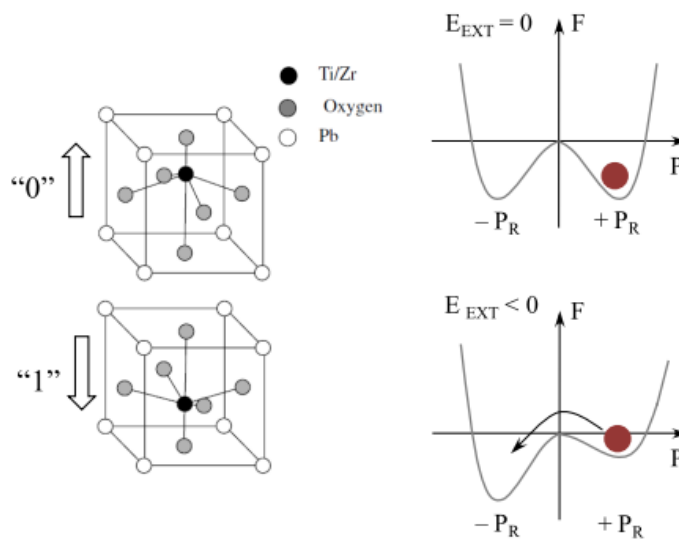 Ti/Zr
Oxygen
Pb
“0”
“1”
E_EXT = 0
F
P
– P_R
+ P_R
E_EXT < 0
F
P
– P_R
+ P_R